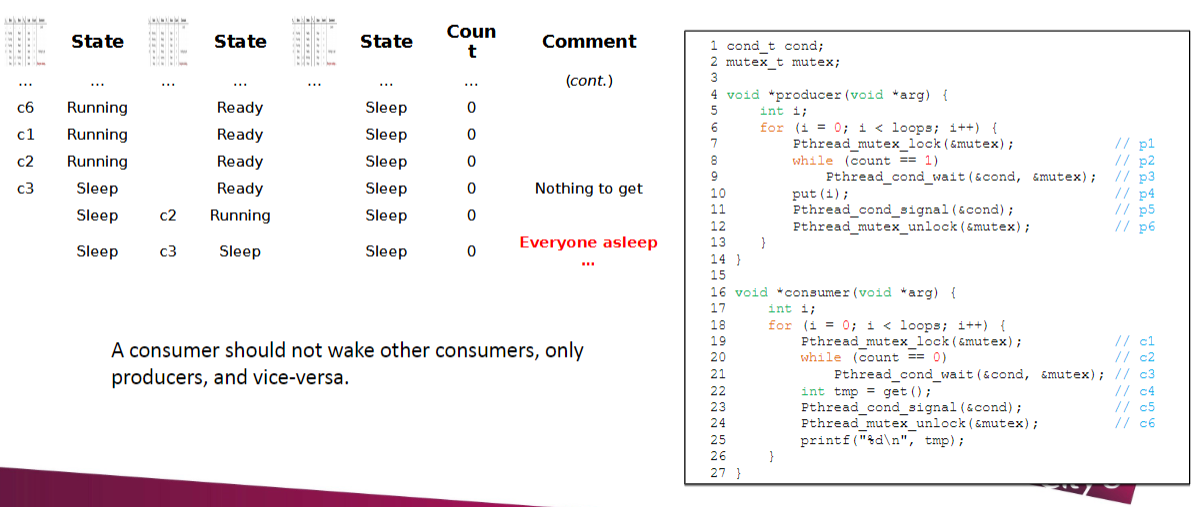 State State State Count Comment
... ... ... ... ... ... ... (cont.)
c6 Running Ready Sleep 0
c1 Running Ready Sleep 0
c2 Running Ready Sleep 0
c3 Sleep Ready Sleep 0 Nothing to get
Sleep c2 Running Sleep 0
Sleep c3 Sleep Sleep 0 Everyone asleep
...
A consumer should not wake other consumers, only
producers, and vice-versa.
1 cond_t cond;
2 mutex_t mutex;
3
4 void *producer(void *arg) {
5     int i;
6     for (i = 0; i < loops; i++) {
7         Pthread_mutex_lock(&mutex); // p1
8         while (count == 1) // p2
9             Pthread_cond_wait(&cond, &mutex); // p3
10         put(i); // p4
11         Pthread_cond_signal(&cond); // p5
12         Pthread_mutex_unlock(&mutex); // p6
13     }
14 }
15
16 void *consumer(void *arg) {
17     int i;
18     for (i = 0; i < loops; i++) {
19         Pthread_mutex_lock(&mutex); // c1
20         while (count == 0) // c2
21             Pthread_cond_wait(&cond, &mutex); // c3
22         int tmp = get(); // c4
23         Pthread_cond_signal(&cond); // c5
24         Pthread_mutex_unlock(&mutex); // c6
25         printf("%d\n", tmp);
26     }
27 }